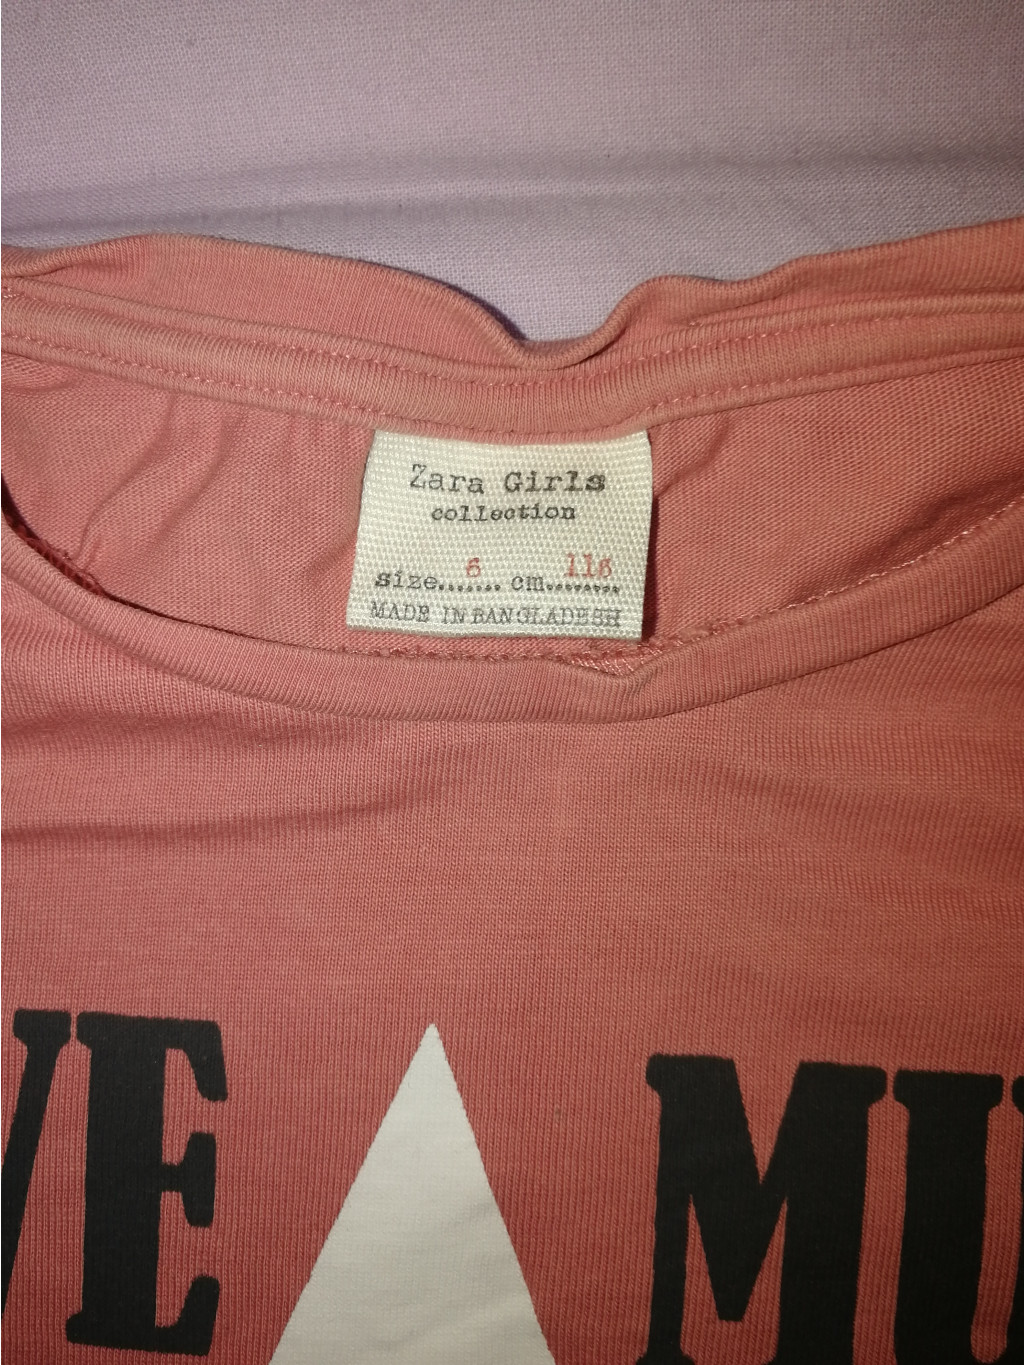 Zara Girls
collection
size....... 6 cm......... 116
MADE IN BANGLADESH
VE MU